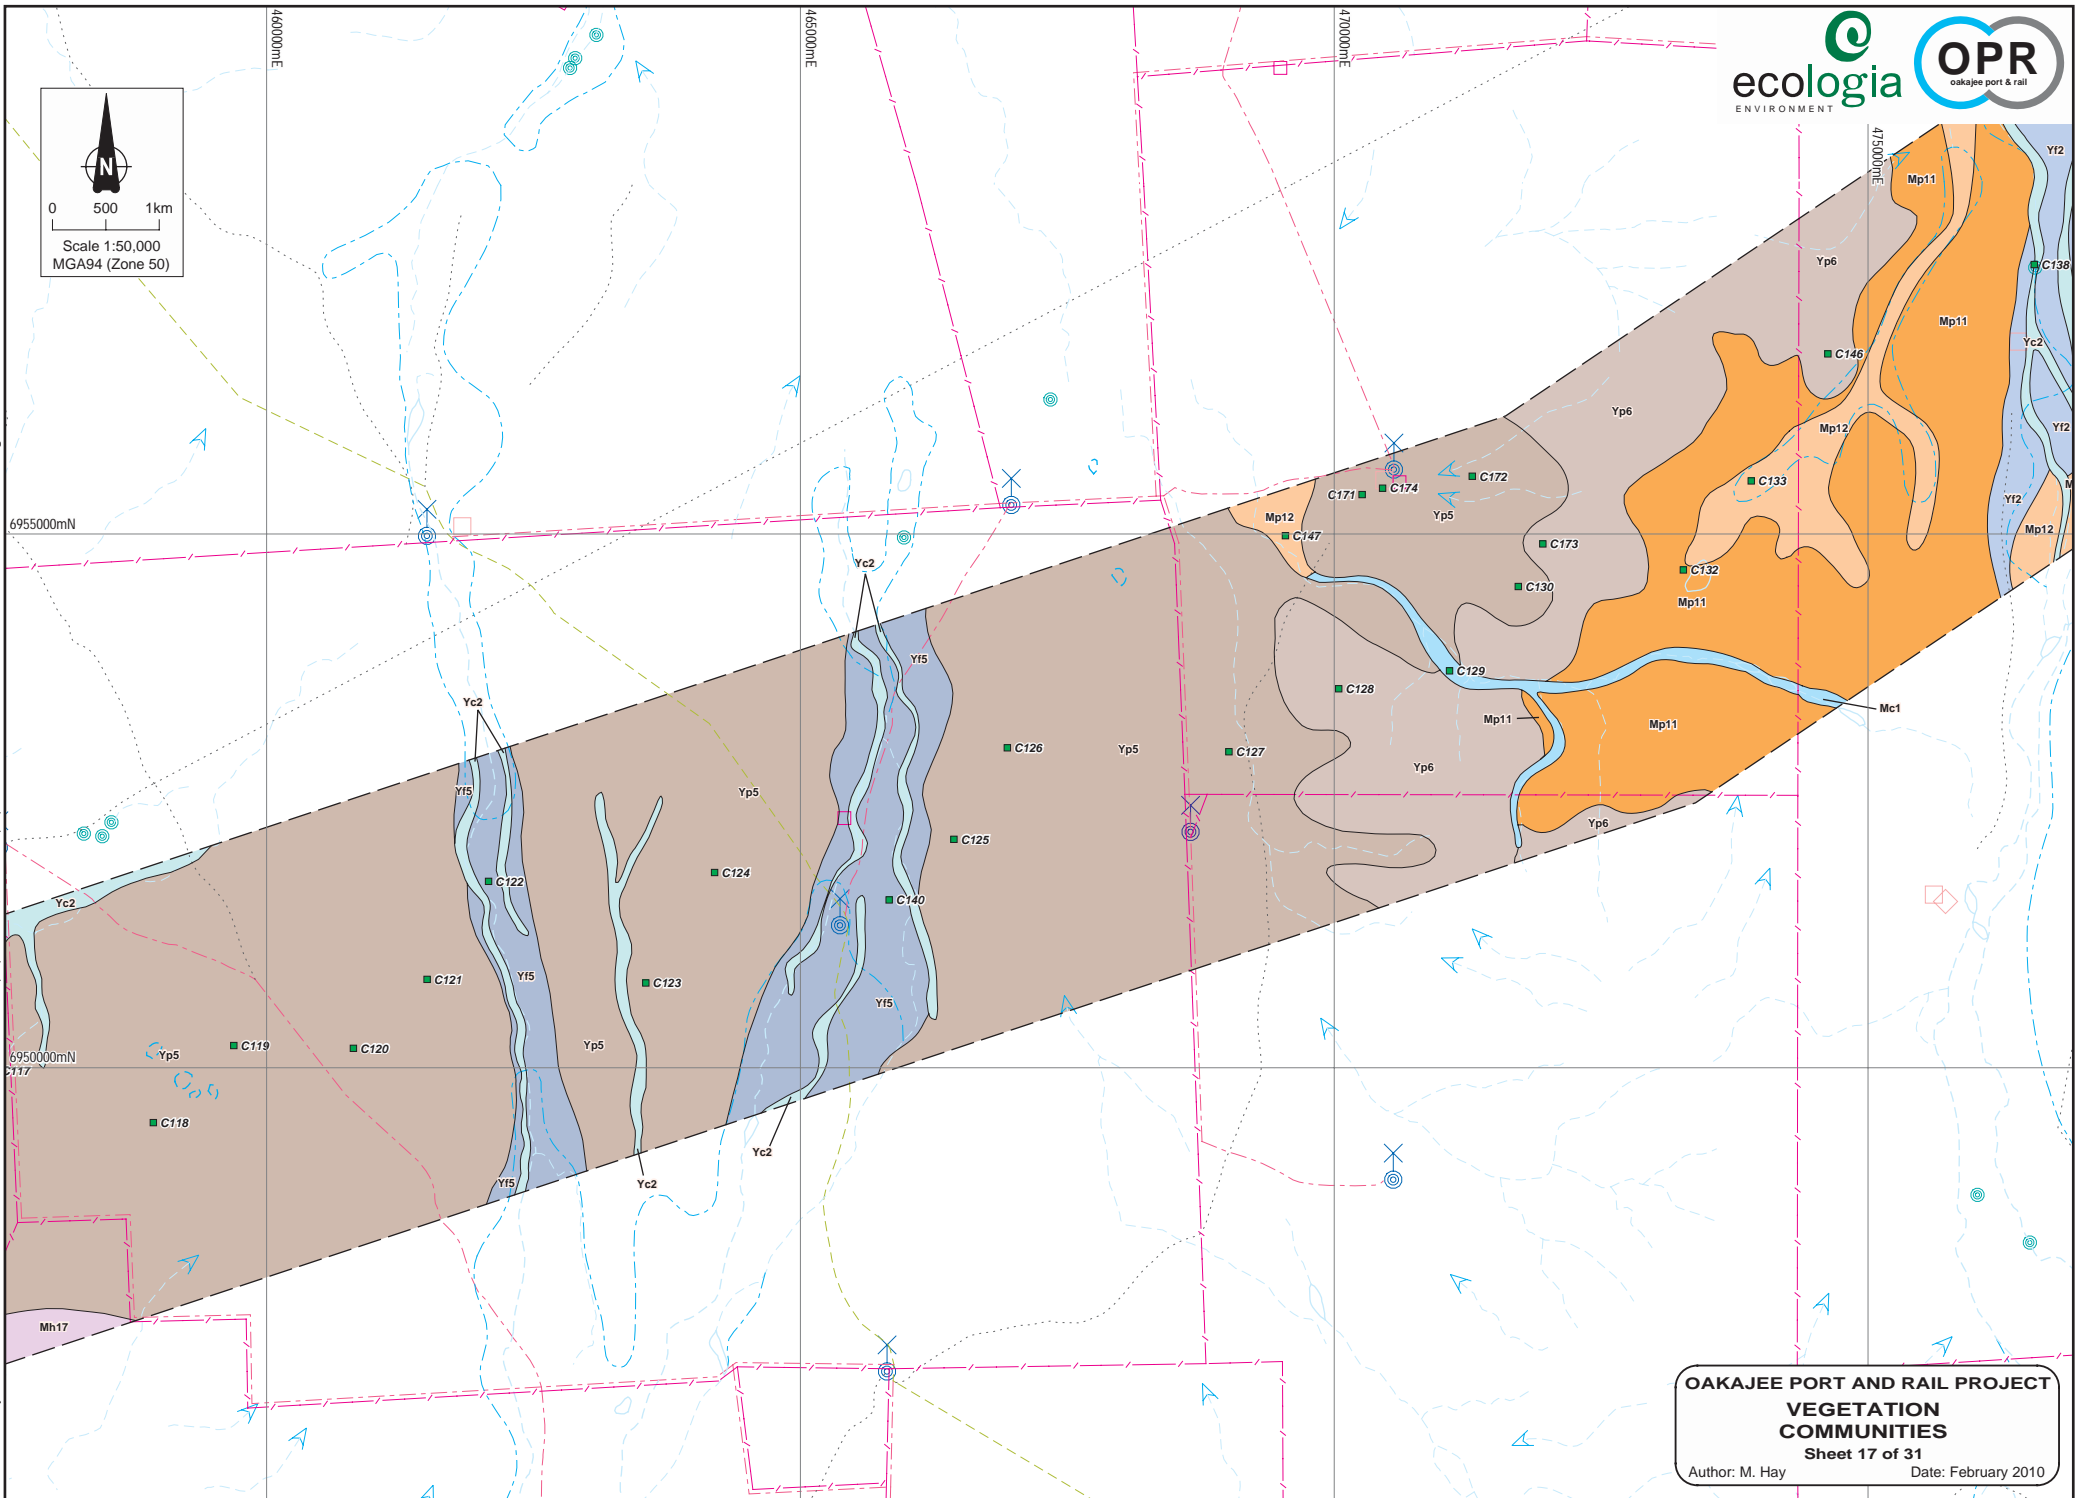 460000mE
465000mE
470000mE
475000mE
ecologia
ENVIRONMENT
OPR
oakajee port & rail
N
0 500 1km
Scale 1:50,000
MGA94 (Zone 50)
Yf2
Mp11
Yp6
C138
Mp11
Yc2
C146
Yp6
Mp12
Yf2
C172
C174
C171
C133
Yf2
Yp5
Mp12
6955000mN
C147
Mp12
C173
Yc2
C132
C130
Mp11
Yf5
C129
C128
Yc2
Mc1
Mp11
Mp11
C126
Yp5
C127
Yp6
Yf5
Yp5
Yp6
C125
C124
C122
Yc2
C140
Yf5
C121
C123
Yf5
C119
C120
Yp5
Yp5
6950000mN
C117
C118
Yc2
Yf5
Yc2
Mh17
OAKAJEE PORT AND RAIL PROJECT
VEGETATION
COMMUNITIES
Sheet 17 of 31
Author: M. Hay Date: February 2010